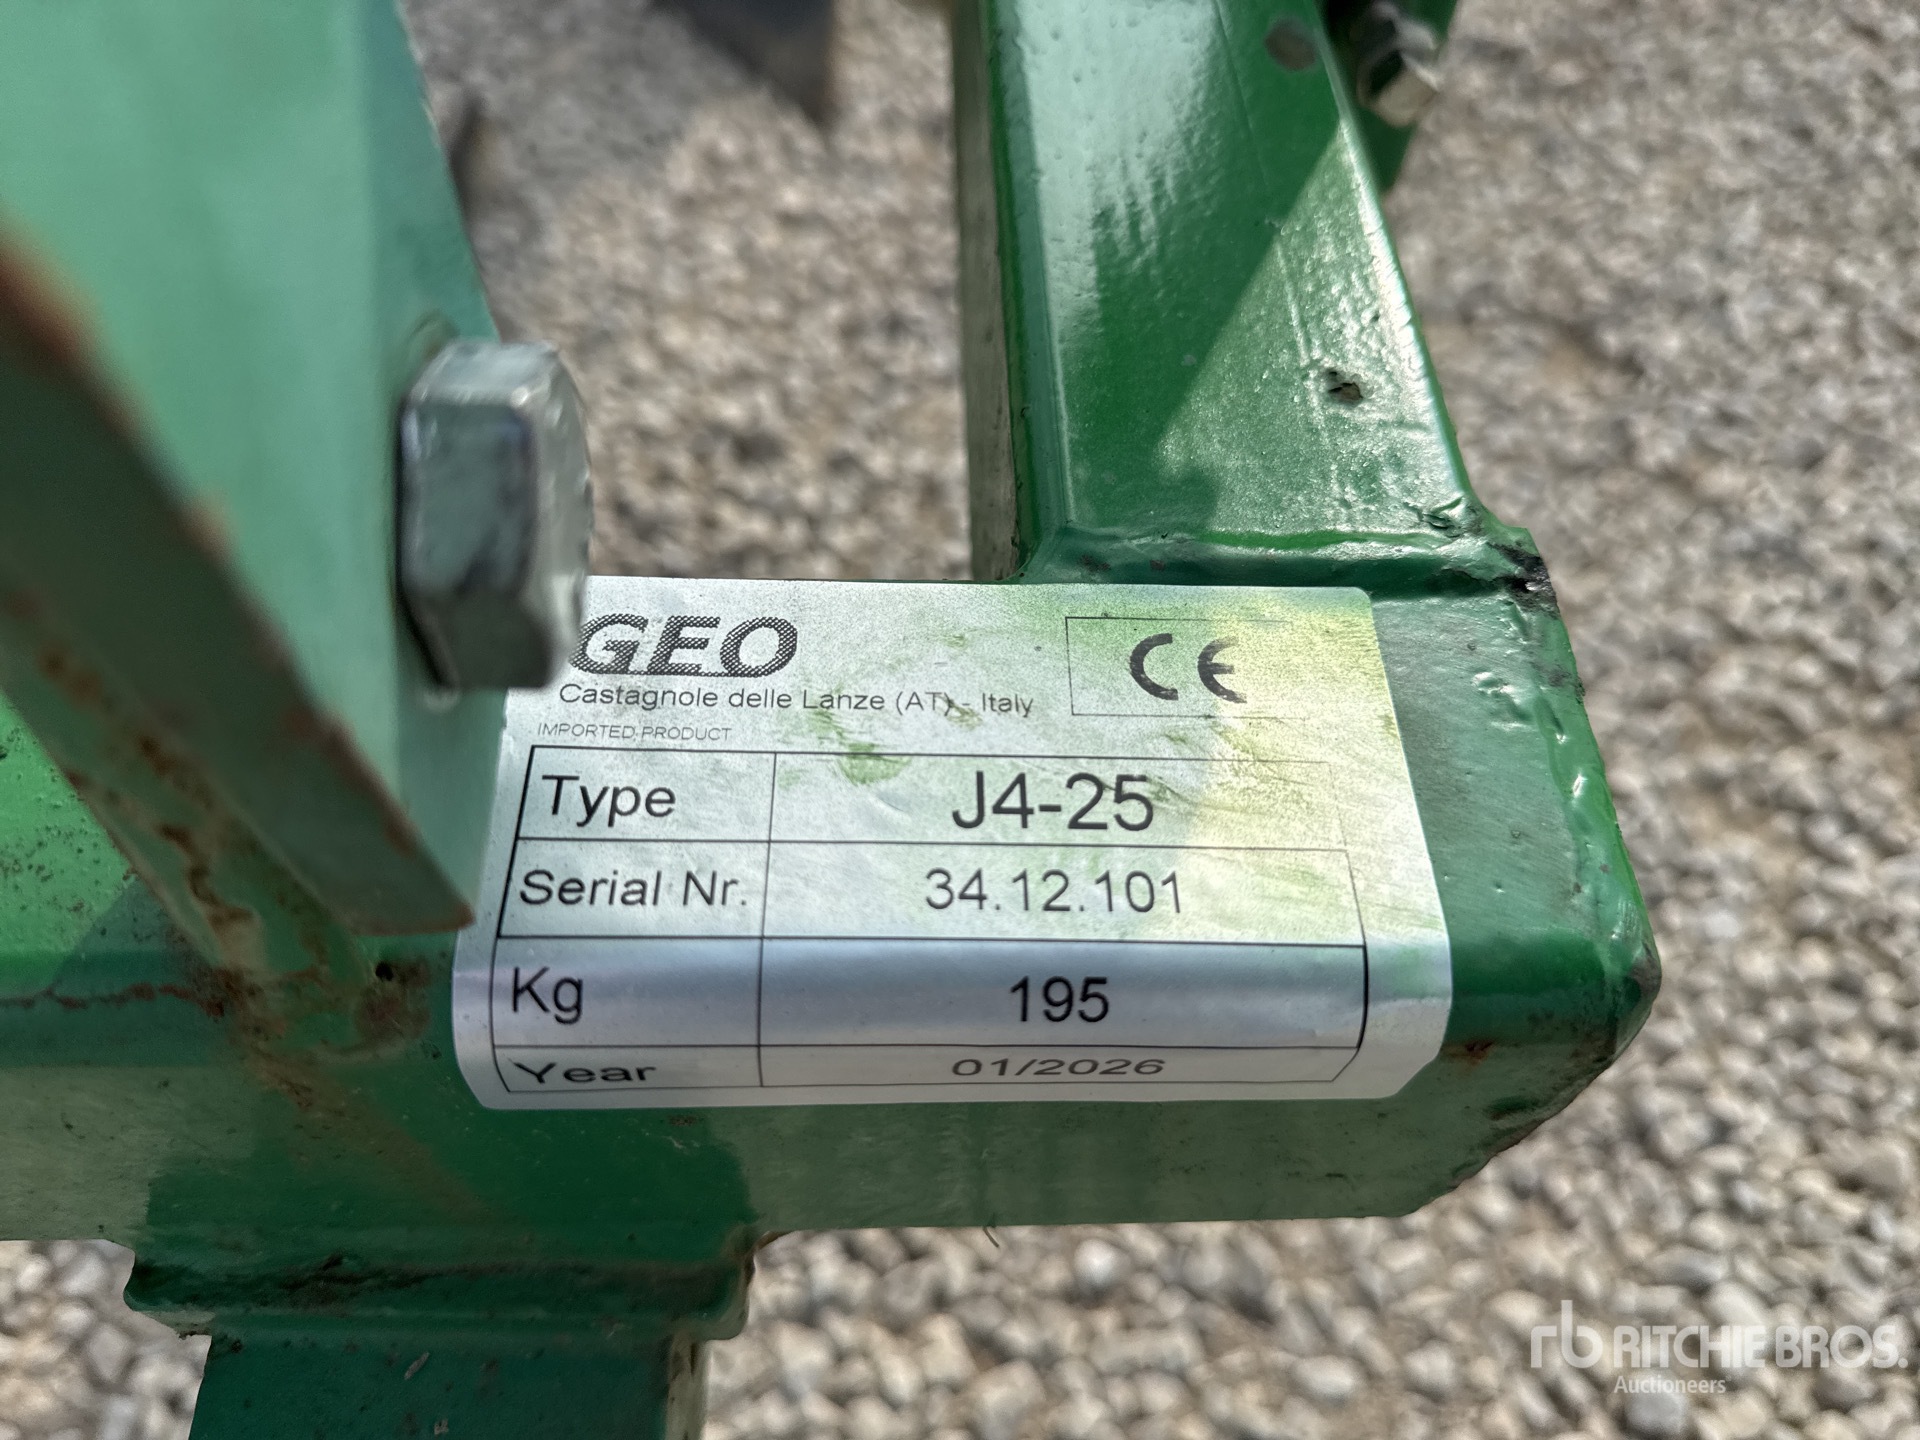 GEO
Castagnole delle Lanze (AT) - Italy
IMPORTED PRODUCT
CE
Type J4-25
Serial Nr. 34.12.101
Kg 195
Year 01/2026
rb RITCHIE BROS.
Auctioneers